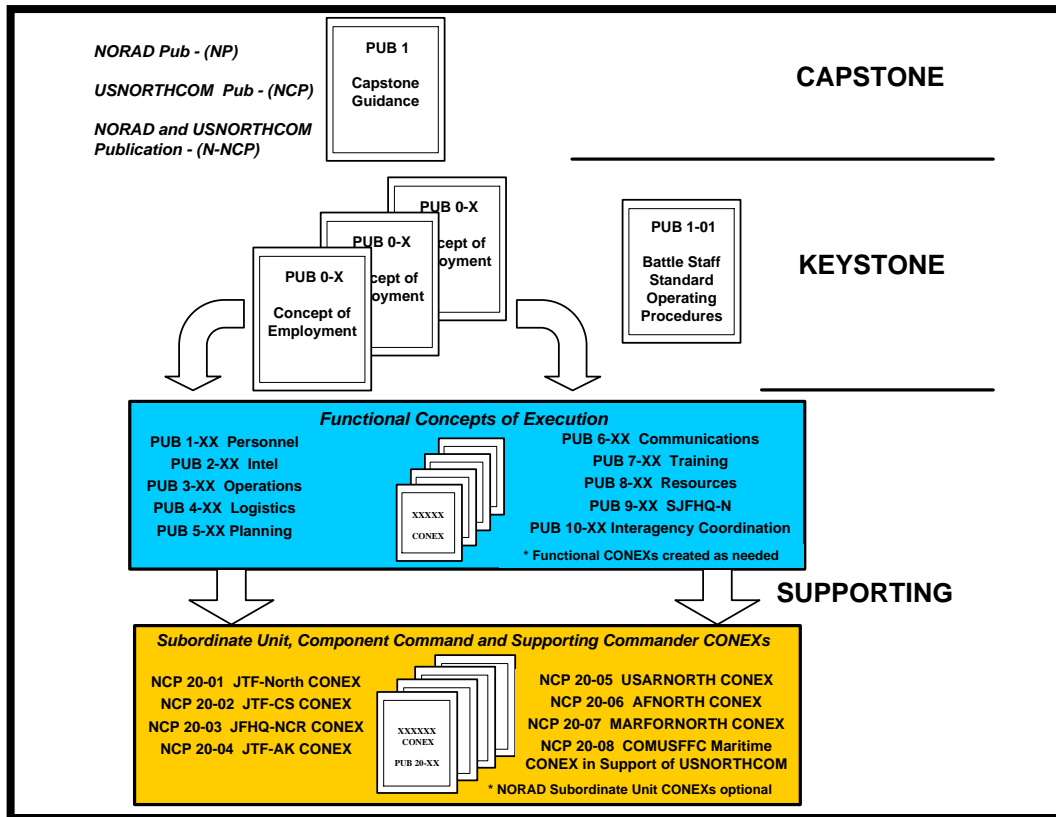 NORAD Pub - (NP)
USNORTHCOM Pub - (NCP)
NORAD and USNORTHCOM
Publication - (N-NCP)
PUB 1
Capstone
Guidance
CAPSTONE
PUB 0-X
cept of
oyment
PUB 0-X
cept of
loyment
PUB 0-X
Concept of
Employment
PUB 1-01
Battle Staff
Standard
Operating
Procedures
KEYSTONE
Functional Concepts of Execution
PUB 1-XX Personnel
PUB 2-XX Intel
PUB 3-XX Operations
PUB 4-XX Logistics
PUB 5-XX Planning
XXXXX
CONEX
PUB 6-XX Communications
PUB 7-XX Training
PUB 8-XX Resources
PUB 9-XX SJFHQ-N
PUB 10-XX Interagency Coordination
* Functional CONEXs created as needed
SUPPORTING
Subordinate Unit, Component Command and Supporting Commander CONEXs
NCP 20-01 JTF-North CONEX
NCP 20-02 JTF-CS CONEX
NCP 20-03 JFHQ-NCR CONEX
NCP 20-04 JTF-AK CONEX
XXXXXX
CONEX
PUB 20-XX
NCP 20-05 USARNORTH CONEX
NCP 20-06 AFNORTH CONEX
NCP 20-07 MARFORNORTH CONEX
NCP 20-08 COMUSFFC Maritime
CONEX in Support of USNORTHCOM
* NORAD Subordinate Unit CONEXs optional